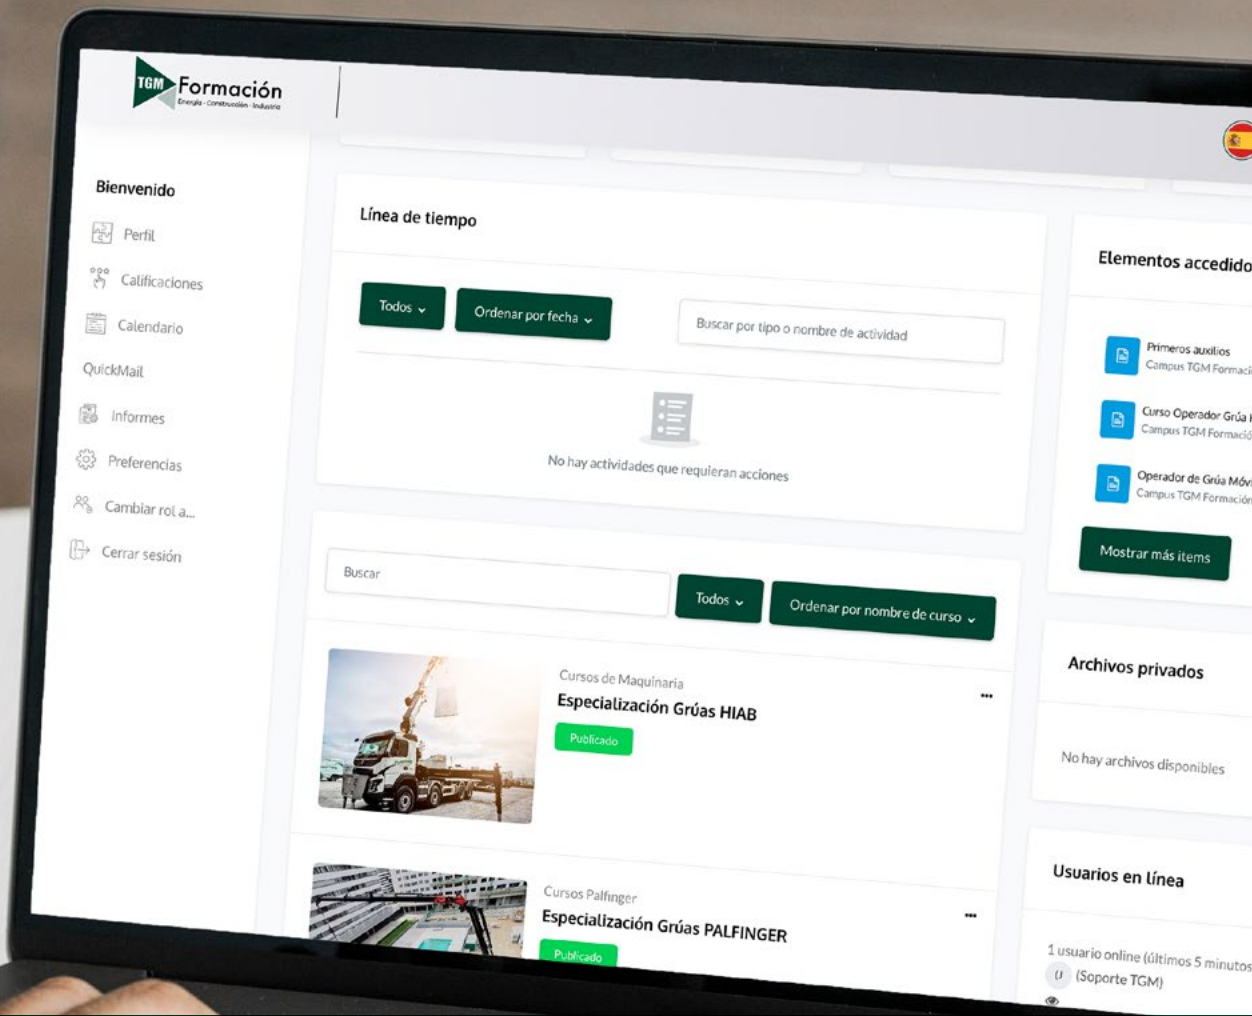 TGM Formación
Energía - Construcción - Industria
Bienvenido
Perfil
Calificaciones
Calendario
QuickMail
Informes
Preferencias
Cambiar rol a...
Cerrar sesión
Línea de tiempo
Todos
Ordenar por fecha
Buscar por tipo o nombre de actividad
No hay actividades que requieran acciones
Buscar
Todos
Ordenar por nombre de curso
Cursos de Maquinaria
Especialización Grúas HIAB
Publicado
Cursos Palfinger
Especialización Grúas PALFINGER
Publicado
Elementos accedido
Primeros auxilios
Campus TGM Formaci
Curso Operador Grúa
Campus TGM Formació
Operador de Grúa Móvi
Campus TGM Formación
Mostrar más items
Archivos privados
No hay archivos disponibles
Usuarios en línea
1 usuario online (últimos 5 minutos
(Soporte TGM)